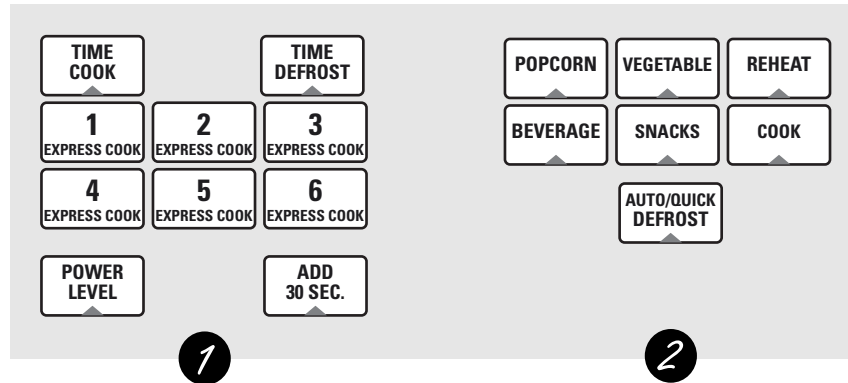 TIME
COOK
TIME
DEFROST
1
EXPRESS COOK
2
EXPRESS COOK
3
EXPRESS COOK
4
EXPRESS COOK
5
EXPRESS COOK
6
EXPRESS COOK
POWER
LEVEL
ADD
30 SEC.
1
POPCORN
VEGETABLE
REHEAT
BEVERAGE
SNACKS
COOK
AUTO/QUICK
DEFROST
2